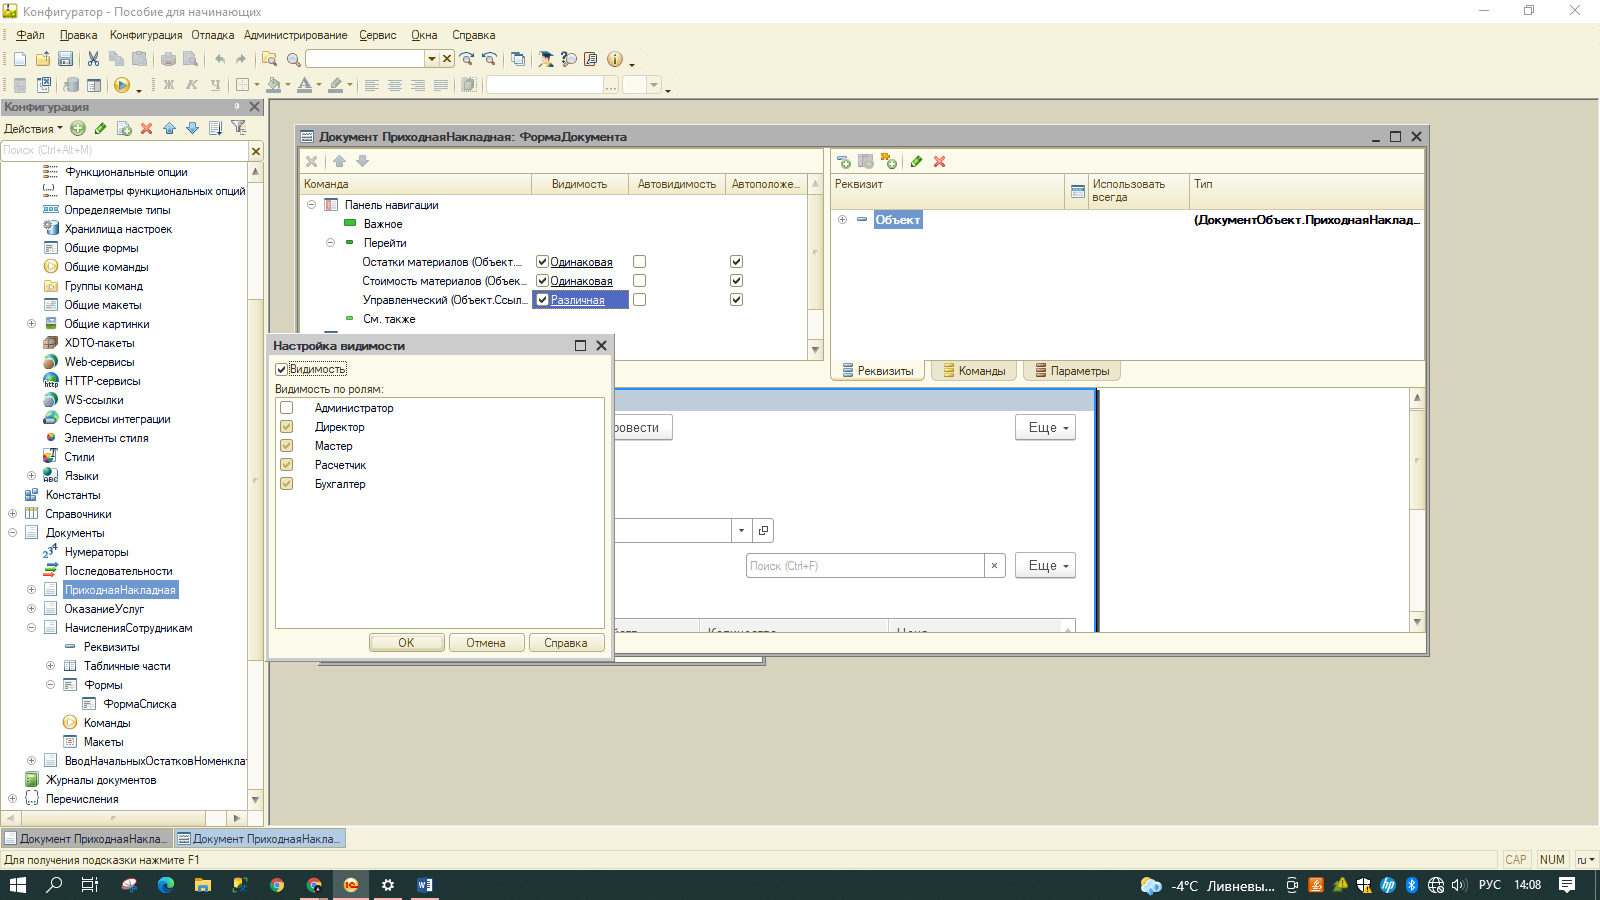 Конфигуратор - Пособие для начинающих
Файл Правка Конфигурация Отладка Администрирование Сервис Окна Справка
Ж К Ч
Конфигурация
Действия
Поиск (Ctrl+Alt+M)
Функциональные опции
Параметры функциональных опций
Определяемые типы
Хранилища настроек
Общие формы
Общие команды
Группы команд
Общие макеты
Общие картинки
XDTO-пакеты
Web-сервисы
HTTP-сервисы
WS-ссылки
Сервисы интеграции
Элементы стиля
Стили
Языки
Константы
Справочники
Документы
Нумераторы
Последовательности
ПриходнаяНакладная
ОказаниеУслуг
НачисленияСотрудникам
Реквизиты
Табличные части
Формы
ФормаСписка
Команды
Макеты
ВводНачальныхОстатковНоменкла
Журналы документов
Перечисления
Документ ПриходнаяНакладная: ФормаДокумента
Команда Видимость Автовидимость Автоположе...
Панель навигации
Важное
Перейти
Остатки материалов (Объект.... Одинаковая
Стоимость материалов (Объек... Одинаковая
Управленческий (Объект.Ссыл... Различная
См. также
Реквизит Использовать всегда Тип
Объект (ДокументОбъект.ПриходнаяНаклад...
Реквизиты Команды Параметры
Настройка видимости
Видимость
Видимость по ролям:
Администратор
Директор
Мастер
Расчетчик
Бухгалтер
OK Отмена Справка
ровести Еще
Поиск (Ctrl+F) × Еще
Документ ПриходнаяНакла... Документ ПриходнаяНакла...
Для получения подсказки нажмите F1 CAP NUM ru
-4°C Ливневы... РУС 14:08